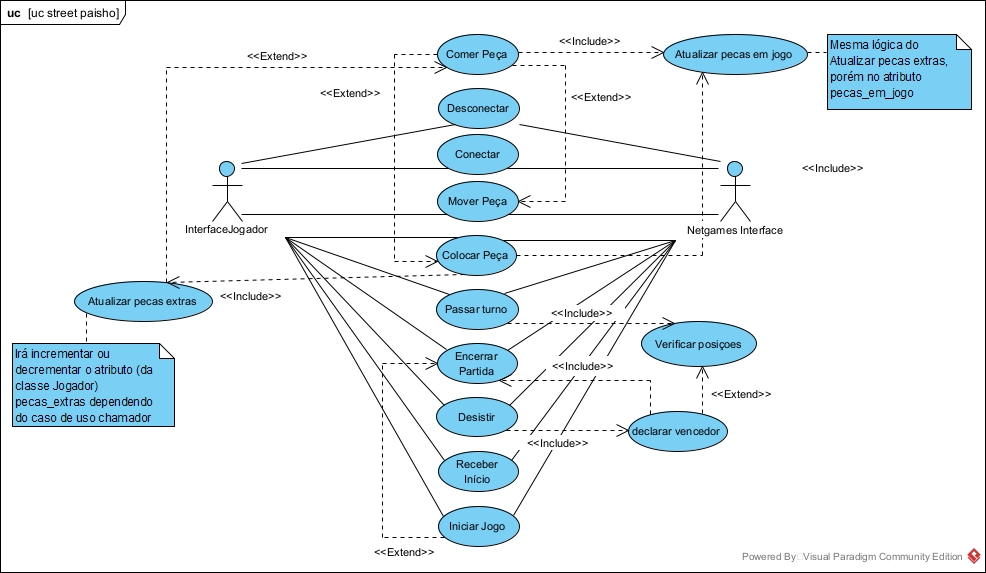 uc [uc street paisho]
<<Extend>>
Comer Peça
<<Include>>
Atualizar pecas em jogo
Mesma lógica do
Atualizar pecas extras,
porém no atributo
pecas_em_jogo
<<Extend>>
<<Extend>>
Desconectar
Conectar
<<Include>>
Mover Peça
InterfaceJogador
Netgames Interface
Colocar Peça
Atualizar pecas extras
<<Include>>
Passar turno
<<Include>>
Verificar posiçoes
Irá incrementar ou
decrementar o atributo (da
classe Jogador)
pecas_extras dependendo
do caso de uso chamador
Encerrar
Partida
<<Include>>
<<Extend>>
Desistir
declarar vencedor
<<Include>>
Receber
Início
Iniciar Jogo
<<Extend>>
Powered By Visual Paradigm Community Edition